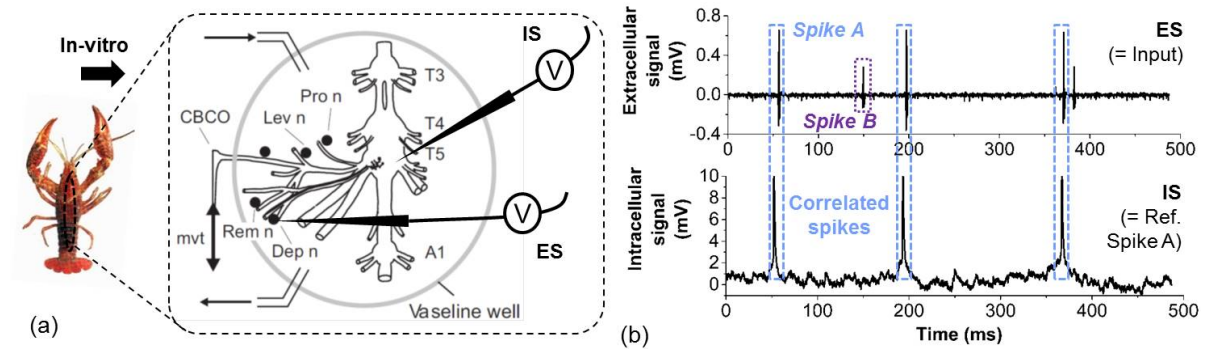 In-vitro
IS
V
T3
Pro n
CBCO
Lev n
T4
T5
V
mvt
Rem n
Dep n
A1
ES
Vaseline well
(a)
Extracellular
signal
(mV)
0.8
0.4
0.0
-0.4
Spike A
Spike B
ES
(= Input)
0 100 200 300 400 500
Intracellular
signal
(mV)
10
8
6
4
2
0
Correlated
spikes
IS
(= Ref.
Spike A)
0 100 200 300 400 500
Time (ms)
(b)